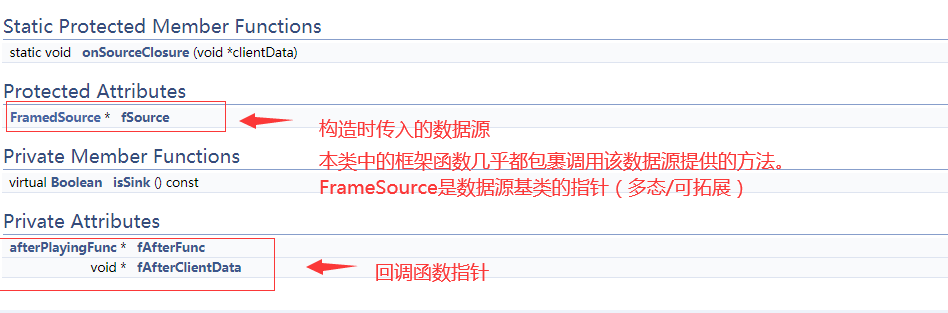 Static Protected Member Functions
static void onSourceClosure (void *clientData)
Protected Attributes
FramedSource * fSource
构造时传入的数据源
本类中的框架函数几乎都包裹调用该数据源提供的方法。
FrameSource是数据源基类的指针（多态/可拓展）
Private Member Functions
virtual Boolean isSink () const
Private Attributes
afterPlayingFunc * fAfterFunc
void * fAfterClientData
回调函数指针